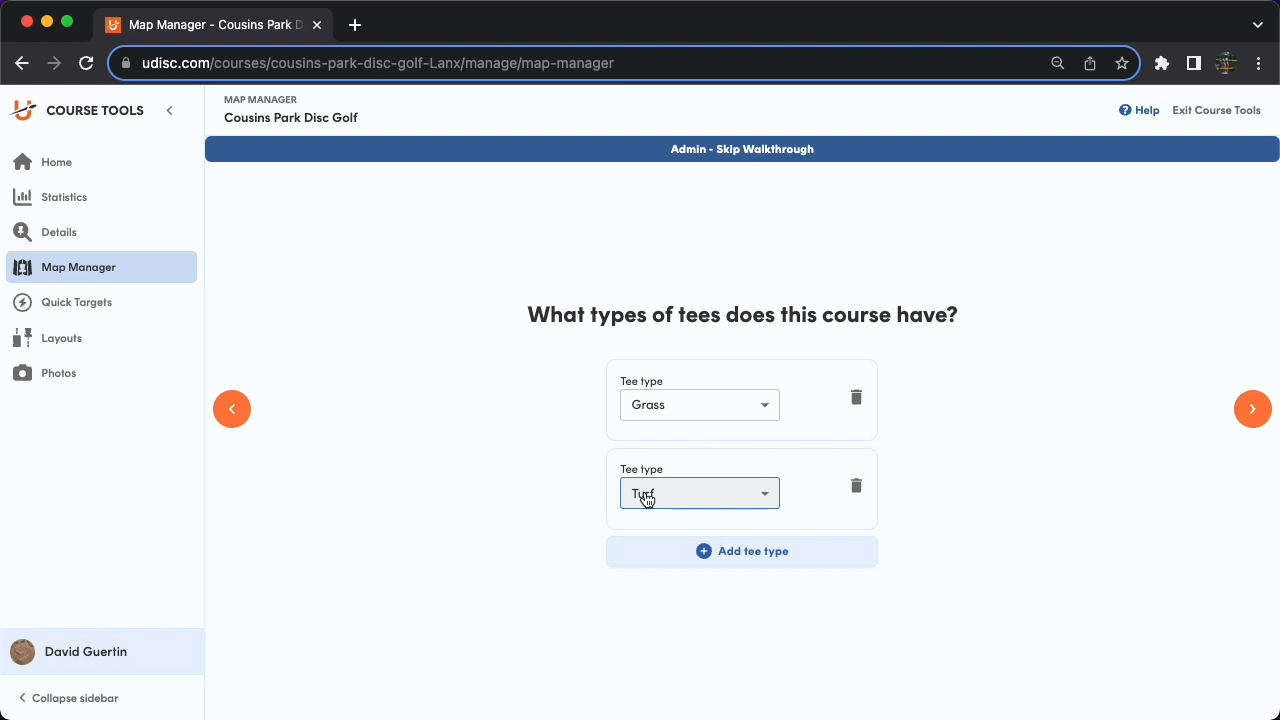 Map Manager - Cousins Park D
udisc.com/courses/cousins-park-disc-golf-Lanx/manage/map-manager
COURSE TOOLS
MAP MANAGER
Cousins Park Disc Golf
Help
Exit Course Tools
Admin - Skip Walkthrough
Home
Statistics
Details
Map Manager
Quick Targets
Layouts
Photos
What types of tees does this course have?
Tee type
Grass
Tee type
Turf
Add tee type
David Guertin
Collapse sidebar